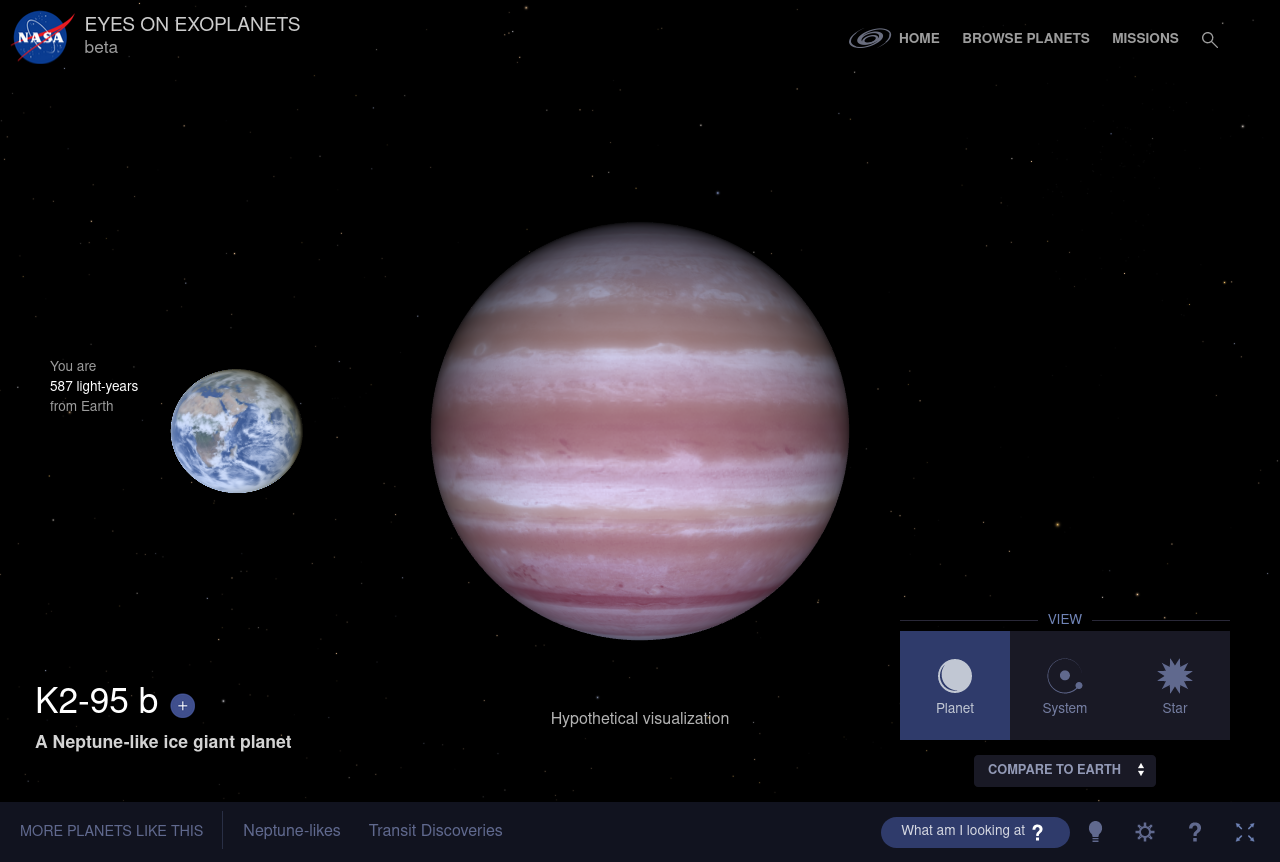 NASA
EYES ON EXOPLANETS
beta
HOME
BROWSE PLANETS
MISSIONS
You are
587 light-years
from Earth
VIEW
Planet
System
Star
K2-95 b +
A Neptune-like ice giant planet
Hypothetical visualization
COMPARE TO EARTH
MORE PLANETS LIKE THIS
Neptune-likes
Transit Discoveries
What am I looking at ?
?